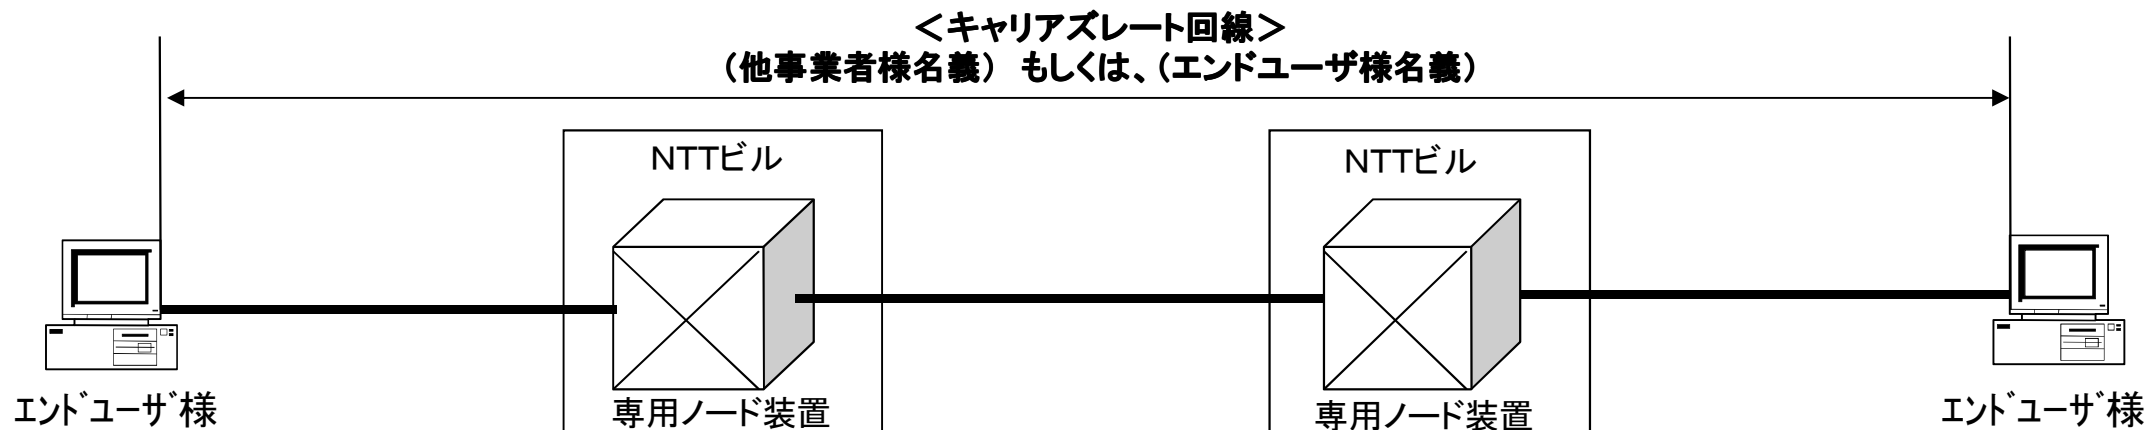 ＜キャリアズレート回線＞
（他事業者様名義） もしくは、（エンドユーザ様名義）
NTTビル
NTTビル
ｴﾝﾄﾞﾕｰｻﾞ様
専用ノード装置
専用ノード装置
ｴﾝﾄﾞﾕｰｻﾞ様